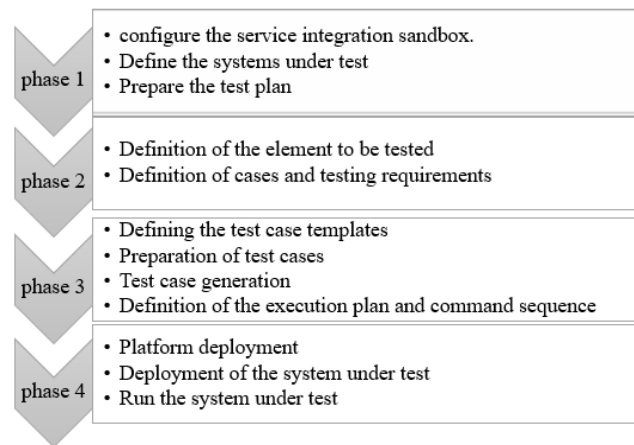 phase 1
• configure the service integration sandbox.
• Define the systems under test
• Prepare the test plan
phase 2
• Definition of the element to be tested
• Definition of cases and testing requirements
phase 3
• Defining the test case templates
• Preparation of test cases
• Test case generation
• Definition of the execution plan and command sequence
phase 4
• Platform deployment
• Deployment of the system under test
• Run the system under test